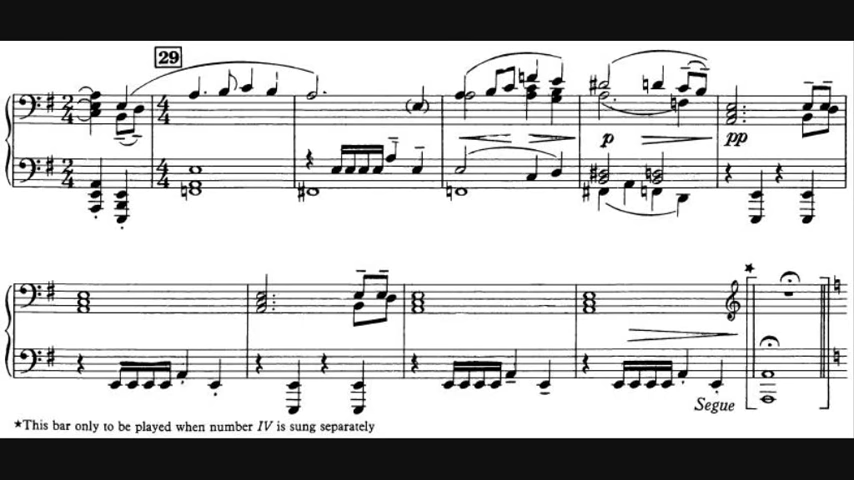 29
p
pp
Segue
★This bar only to be played when number IV is sung separately